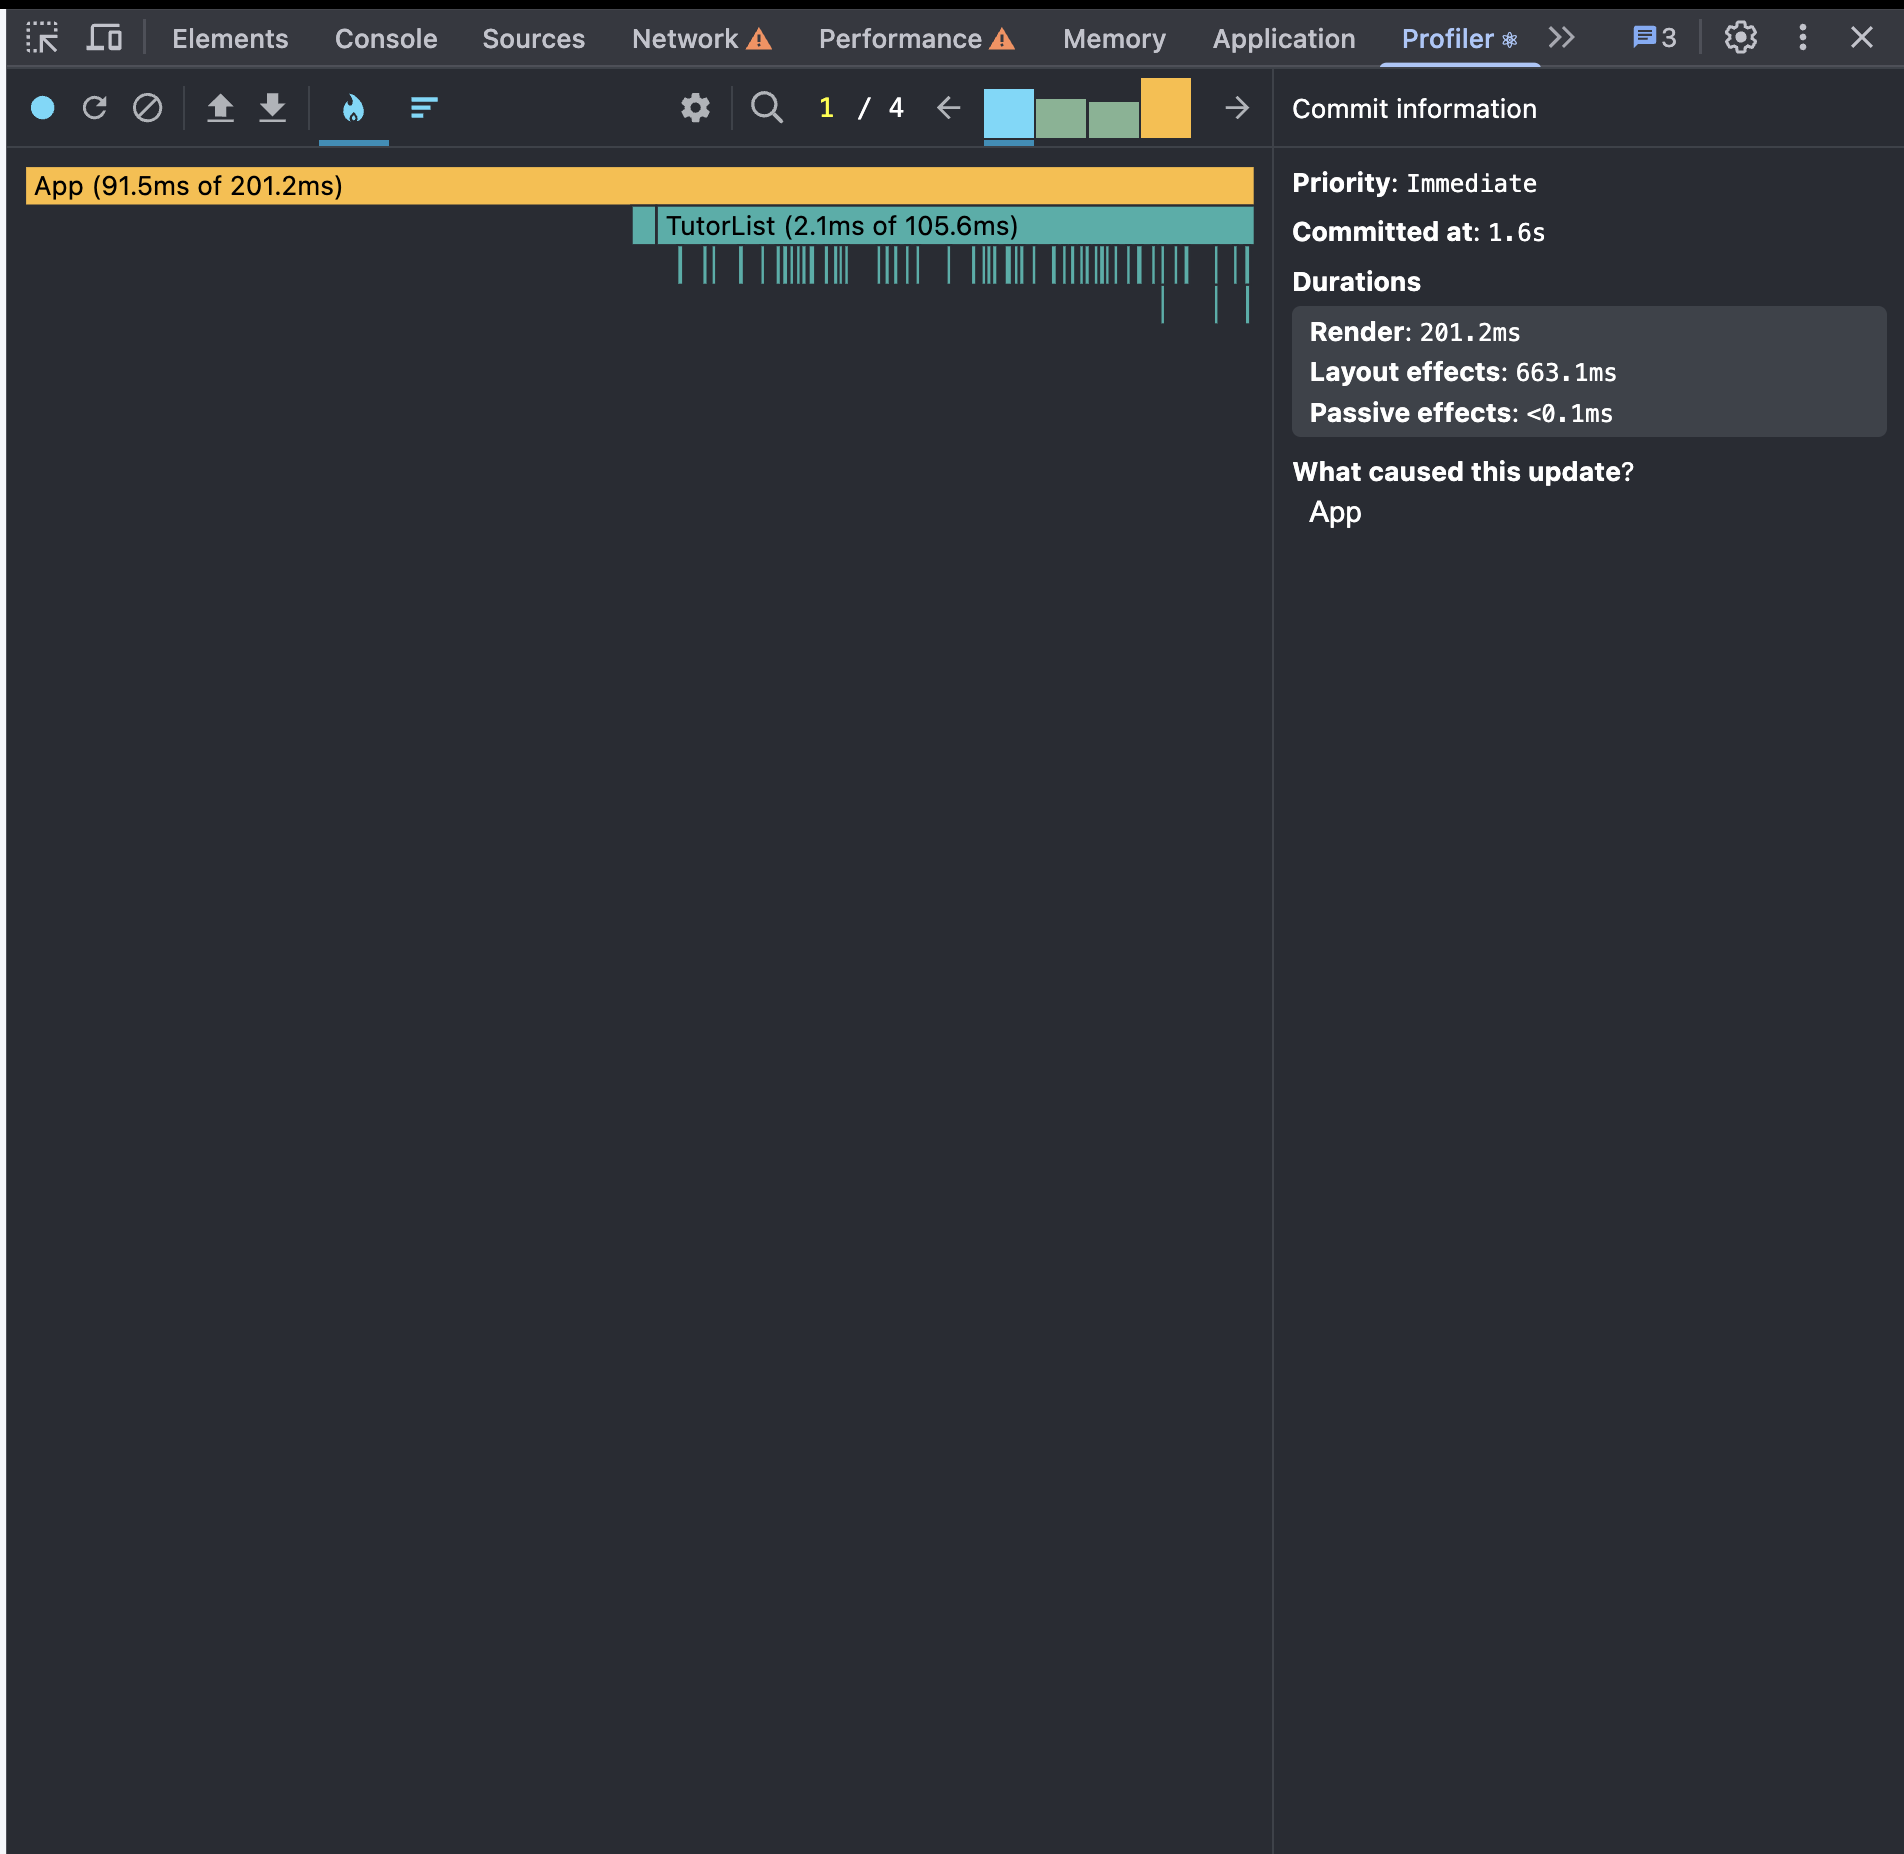 Elements Console Sources Network Performance Memory Application Profiler ⚛ 3
1 / 4
Commit information
App (91.5ms of 201.2ms)
TutorList (2.1ms of 105.6ms)
Priority: Immediate
Committed at: 1.6s
Durations
Render: 201.2ms
Layout effects: 663.1ms
Passive effects: <0.1ms
What caused this update?
App